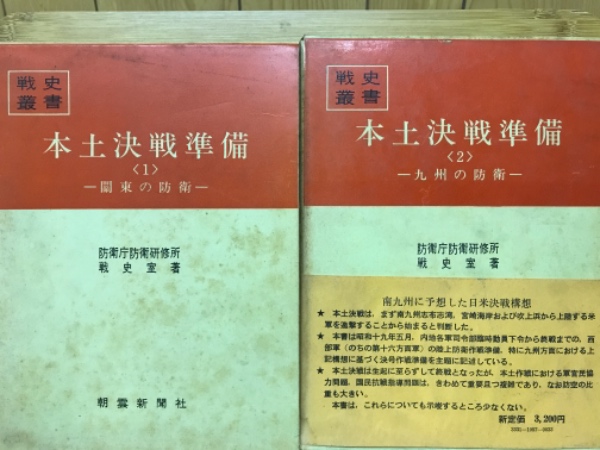 戦史
叢書
本土決戦準備
〈1〉
―関東の防衛―
防衛庁防衛研修所
戦史室著
朝雲新聞社
戦史
叢書
本土決戦準備
〈2〉
―九州の防衛―
防衛庁防衛研修所
戦史室著
南九州に予想した日米決戦構想
★ 本土決戦は、まず南九州志布志湾、宮崎海岸および吹上浜から上陸する米
軍を進撃することから始まると判断した。
★ 本書は昭和十九年五月、内地各軍司令部臨時動員下令から終戦までの、西
部軍(のちの第十六方面軍)の陸上防衛作戦準備、特に九州方面における上
記構想に基づく決号作戦準備を主題に記述している。
★ 本土決戦は生起に至らずして終戦となったが、本土作戦における軍官民協
力問題、国民抗戦指導問題は、きわめて重要且つ複雑であり、なお防空の比
重も大きい。
本書は、これらについても示唆するところ少なくない。
新定価 3,200円